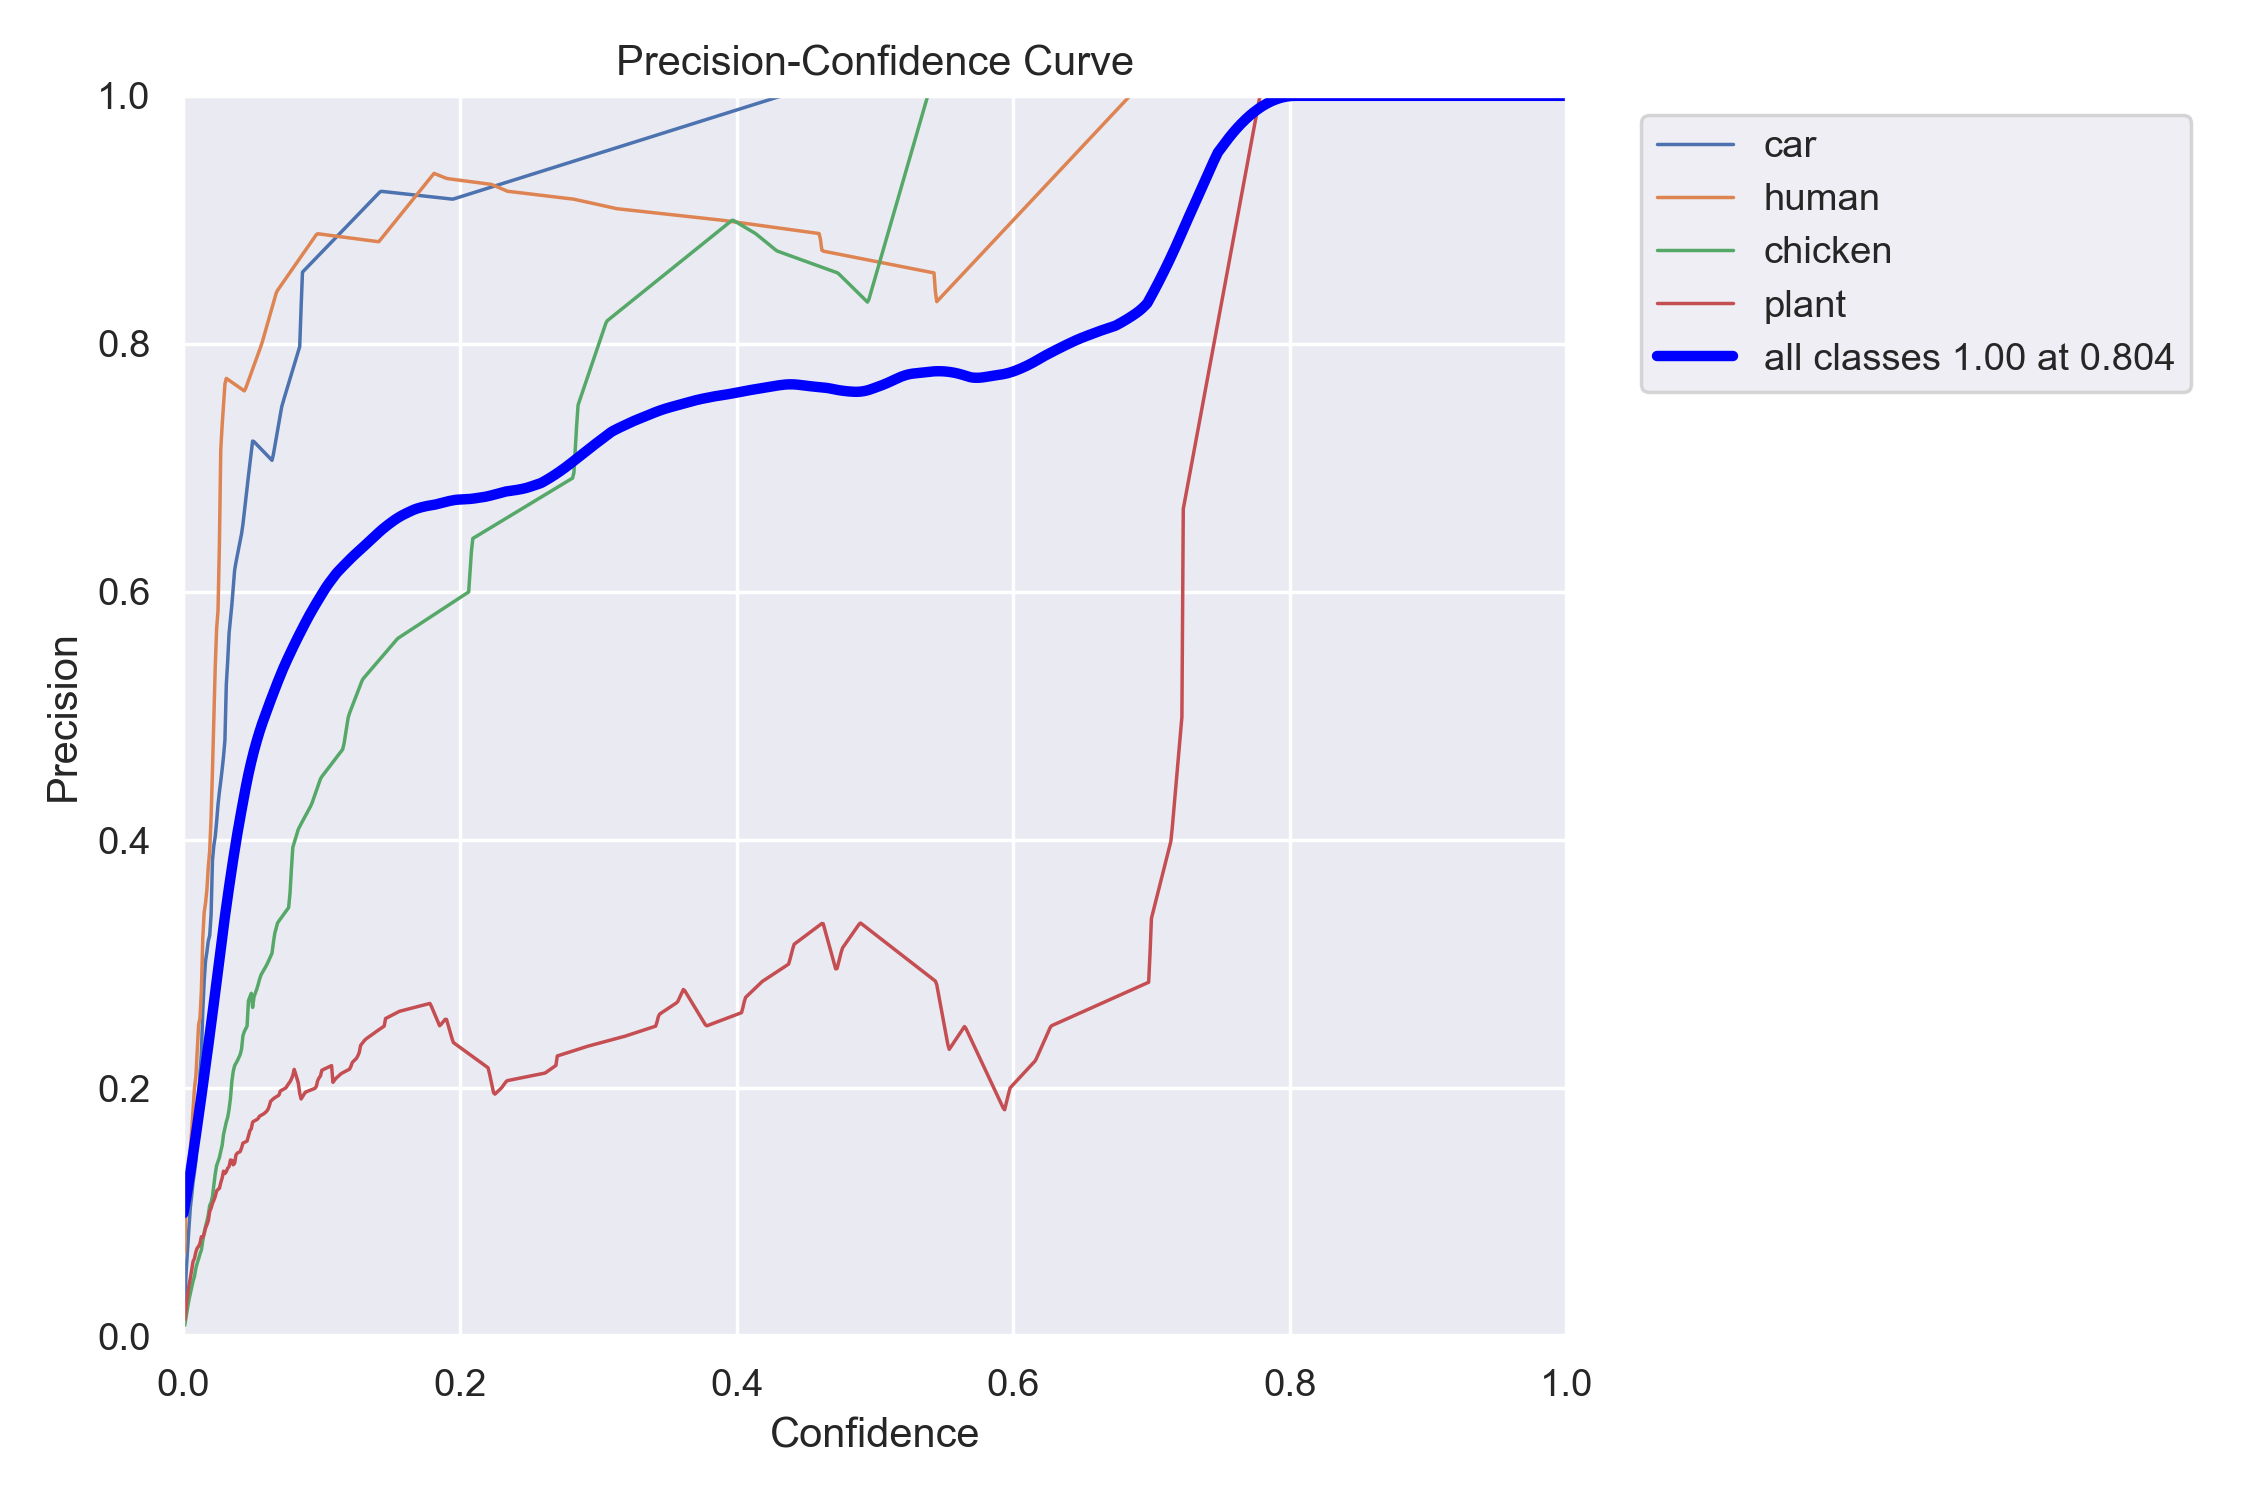 Precision-Confidence Curve
1.0
0.8
0.6
0.4
0.2
0.0
Precision
0.0 0.2 0.4 0.6 0.8 1.0
Confidence
car
human
chicken
plant
all classes 1.00 at 0.804